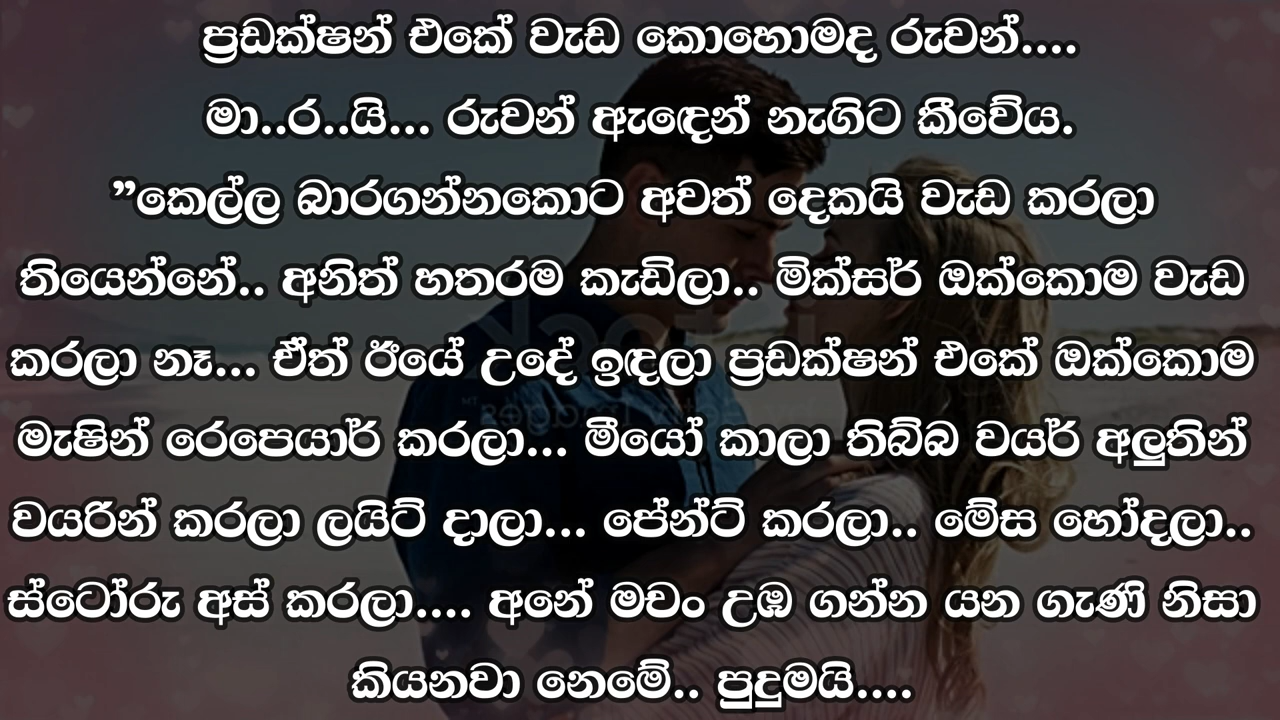 ප්‍රඩක්ෂන් එකේ වැඩ කොහොමද රුවන්....
මා..ර..යි... රුවන් ඇඳෙන් නැගිට කීවේය.
”කෙල්ල බාරගන්නකොට අවත් දෙකයි වැඩ කරලා
තියෙන්නේ.. අනිත් හතරම කැඩිලා.. මික්සර් ඔක්කොම වැඩ
කරලා නෑ... ඒත් ඊයේ උදේ ඉඳලා ප්‍රඩක්ෂන් එකේ ඔක්කොම
මැෂින් රෙපෙයාර් කරලා... මීයෝ කාලා තිබ්බ වයර් අලුතින්
වයරින් කරලා ලයිට් දාලා... පේන්ට් කරලා.. මේස හෝදලා..
ස්ටෝරු අස් කරලා.... අනේ මචං උඹ ගන්න යන ගැණි නිසා
කියනවා නෙමේ.. පුදුමයි....